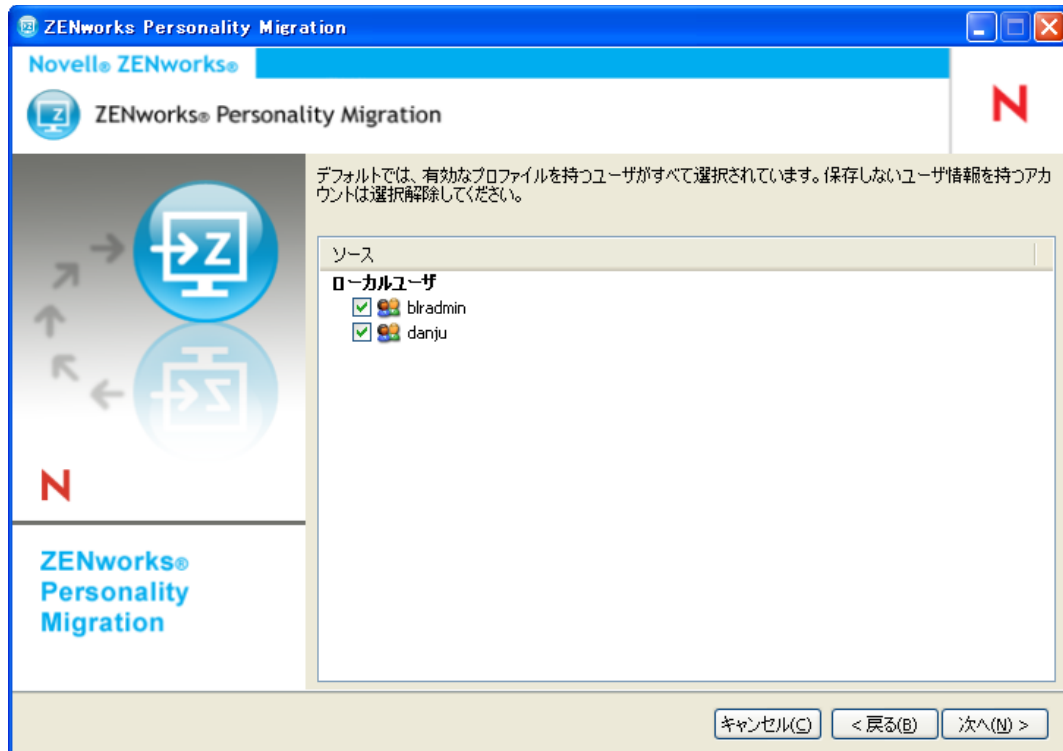 ZENworks Personality Migration
Novell® ZENworks®
ZENworks® Personality Migration
N
デフォルトでは、有効なプロファイルを持つユーザがすべて選択されています。保存しないユーザ情報を持つアカ
ウントは選択解除してください。
ソース
ローカルユーザ
blradmin
danju
Z
N
ZENworks®
Personality
Migration
キャンセル(C)
< 戻る(B)
次へ(N) >